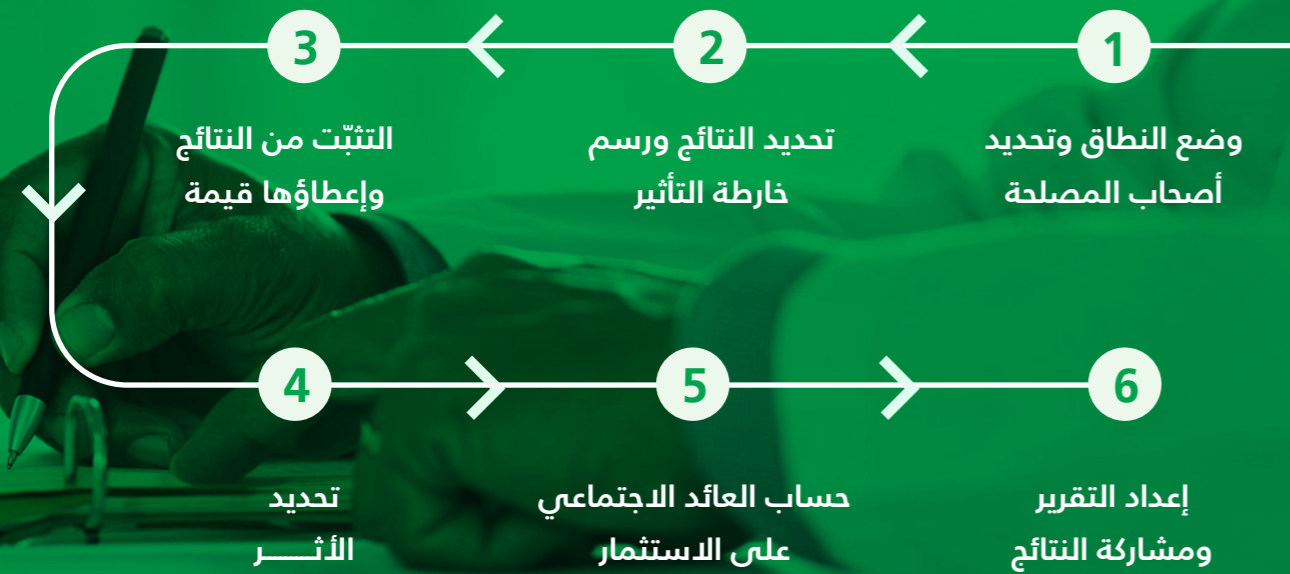 1
وضع النطاق وتحديد
أصحاب المصلحة
2
تحديد النتائج ورسم
خارطة التأثير
3
التثبّت من النتائج
وإعطاؤها قيمة
4
تحديد
الأثـــــر
5
حساب العائد الاجتماعي
على الاستثمار
6
إعداد التقرير
ومشاركة النتائج